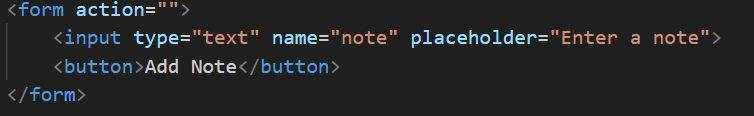 <form action="">
    <input type="text" name="note" placeholder="Enter a note">
    <button>Add Note</button>
</form>